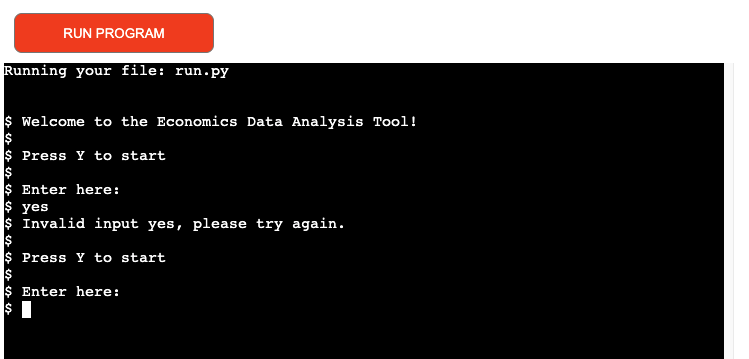 RUN PROGRAM
Running your file: run.py
$ Welcome to the Economics Data Analysis Tool!
$
$ Press Y to start
$
$ Enter here:
$ yes
$ Invalid input yes, please try again.
$
$ Press Y to start
$
$ Enter here:
$